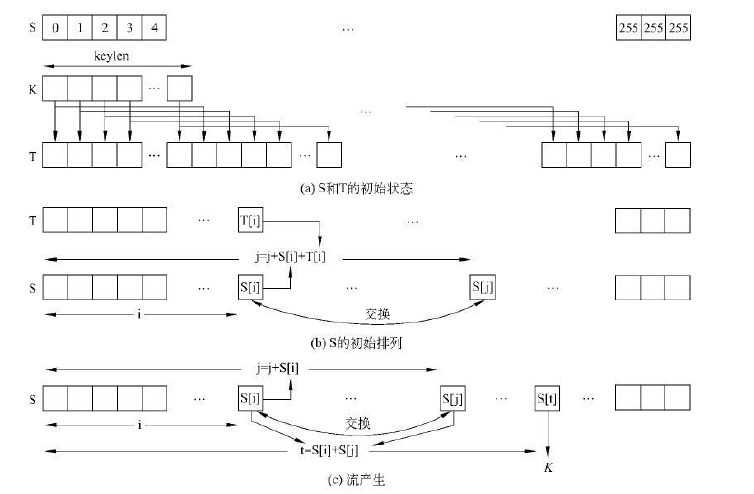 S 0 1 2 3 4 … 255 255 255
keylen
K …
…
T … … … …
(a) S和T的初始状态
T … T[i] …
j=j+S[i]+T[i]
S … S[i] … S[j] …
i 交换
(b) S的初始排列
j=j+S[i]
S … S[i] … S[j] … S[t] …
i 交换
t=S[i]+S[j]
K
(c) 流产生